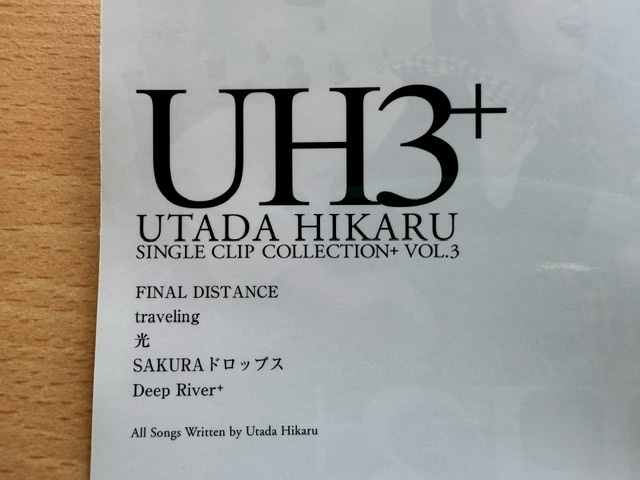 UH3+
UTADA HIKARU
SINGLE CLIP COLLECTION+ VOL.3
FINAL DISTANCE
traveling
光
SAKURAドロップス
Deep River+
All Songs Written by Utada Hikaru